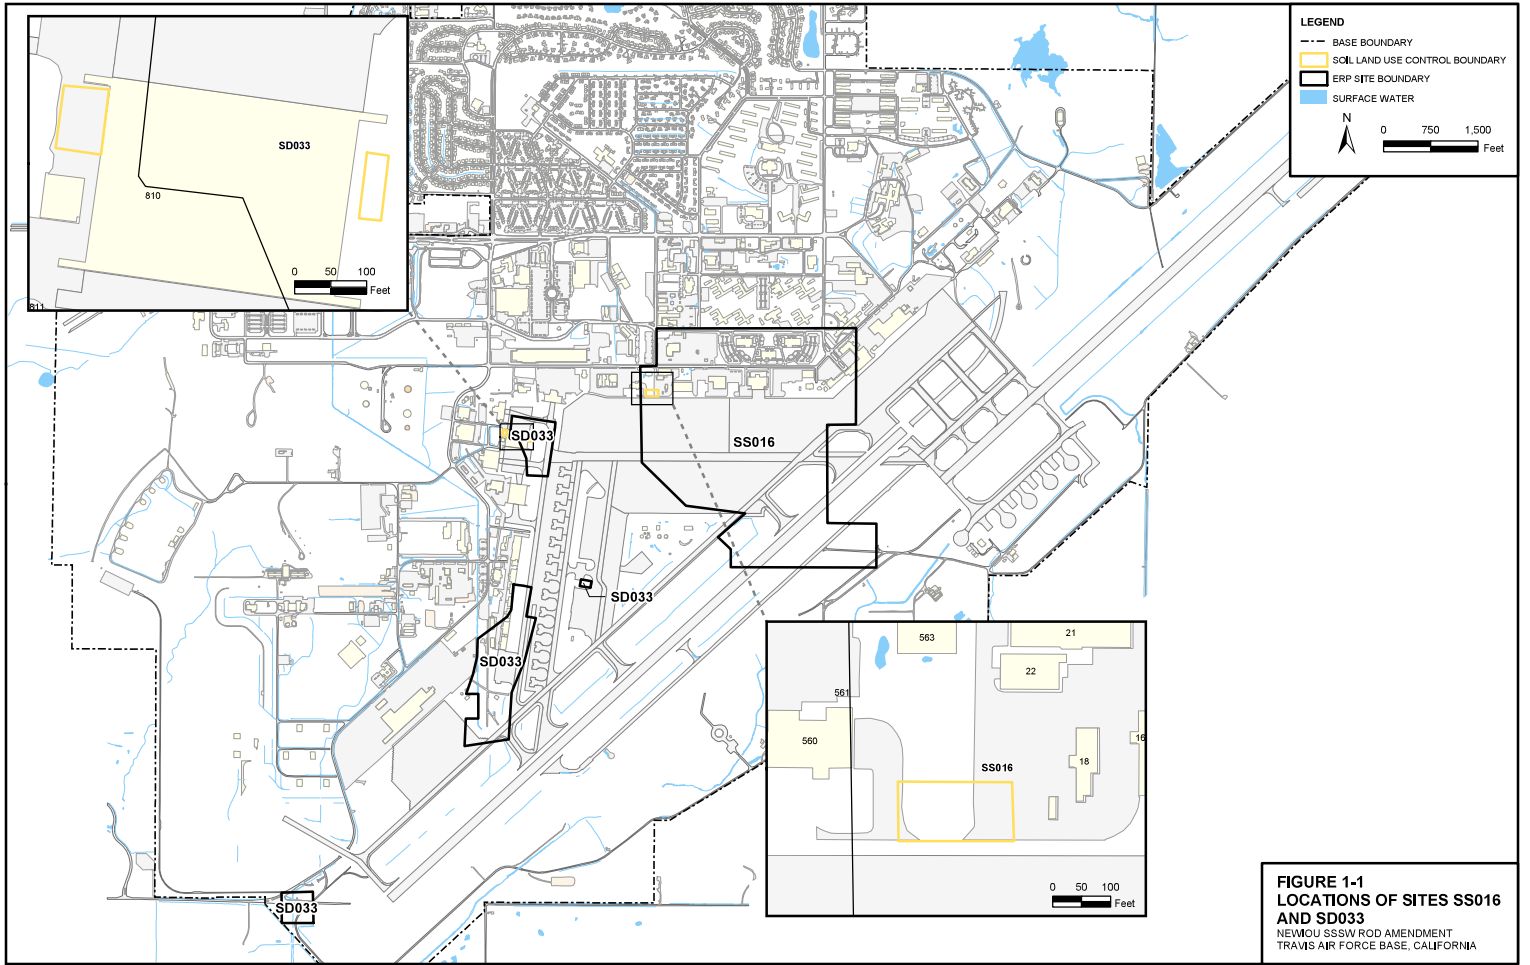 LEGEND
BASE BOUNDARY
SOIL LAND USE CONTROL BOUNDARY
ERP SITE BOUNDARY
SURFACE WATER
N
0 750 1,500
Feet
SD033
810
811
0 50 100
Feet
SD033
SS016
SD033
SD033
SD033
563
21
22
561
560
18
16
SS016
0 50 100
Feet
FIGURE 1-1
LOCATIONS OF SITES SS016
AND SD033
NEWIOU SSSW ROD AMENDMENT
TRAVIS AIR FORCE BASE, CALIFORNIA